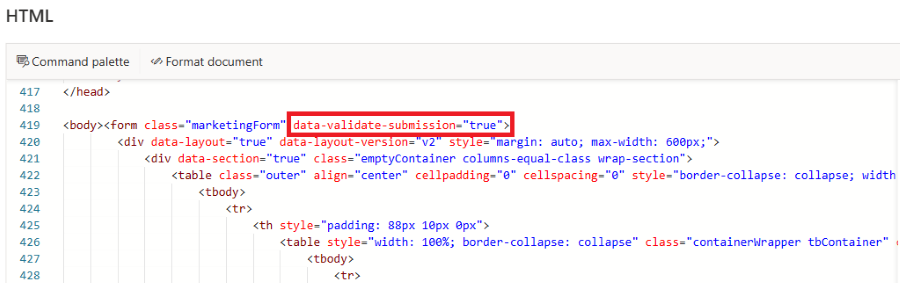 HTML
Command palette Format document
417 </head>
418
419 <body><form class="marketingForm" data-validate-submission="true">
420 <div data-layout="true" data-layout-version="v2" style="margin: auto; max-width: 600px;">
421 <div data-section="true" class="emptyContainer columns-equal-class wrap-section">
422 <table class="outer" align="center" cellpadding="0" cellspacing="0" style="border-collapse: collapse; width
423 <tbody>
424 <tr>
425 <th style="padding: 88px 10px 0px">
426 <table style="width: 100%; border-collapse: collapse" class="containerWrapper tbContainer"
427 <tbody>
428 <tr>